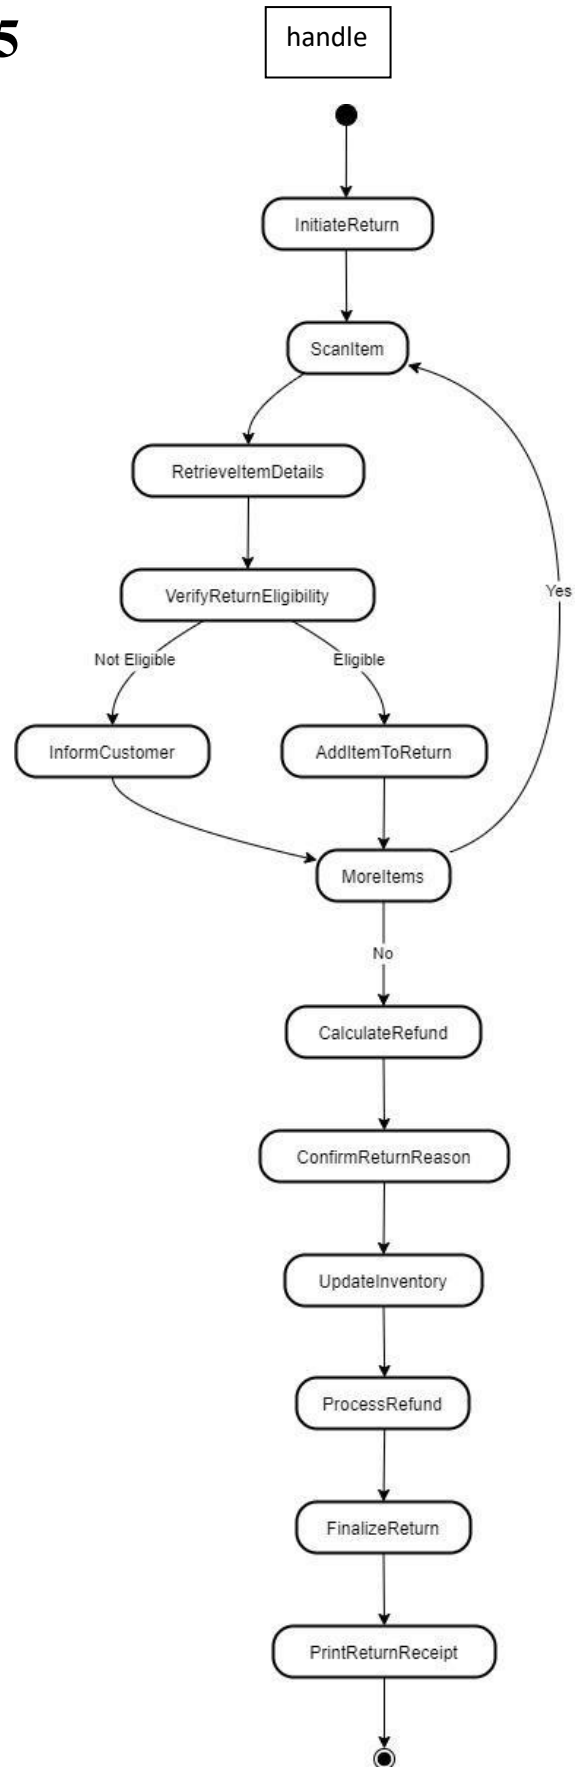 5
handle
InitiateReturn
ScanItem
RetrieveItemDetails
VerifyReturnEligibility
Not Eligible
Eligible
Yes
InformCustomer
AddItemToReturn
MoreItems
No
CalculateRefund
ConfirmReturnReason
UpdateInventory
ProcessRefund
FinalizeReturn
PrintReturnReceipt